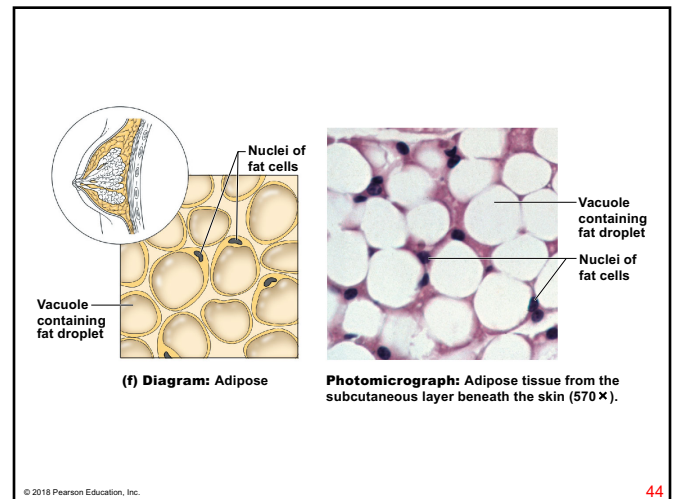 Nuclei of
fat cells
Vacuole
containing
fat droplet
(f) Diagram: Adipose
Vacuole
containing
fat droplet
Nuclei of
fat cells
Photomicrograph: Adipose tissue from the
subcutaneous layer beneath the skin (570×).
© 2018 Pearson Education, Inc.
44